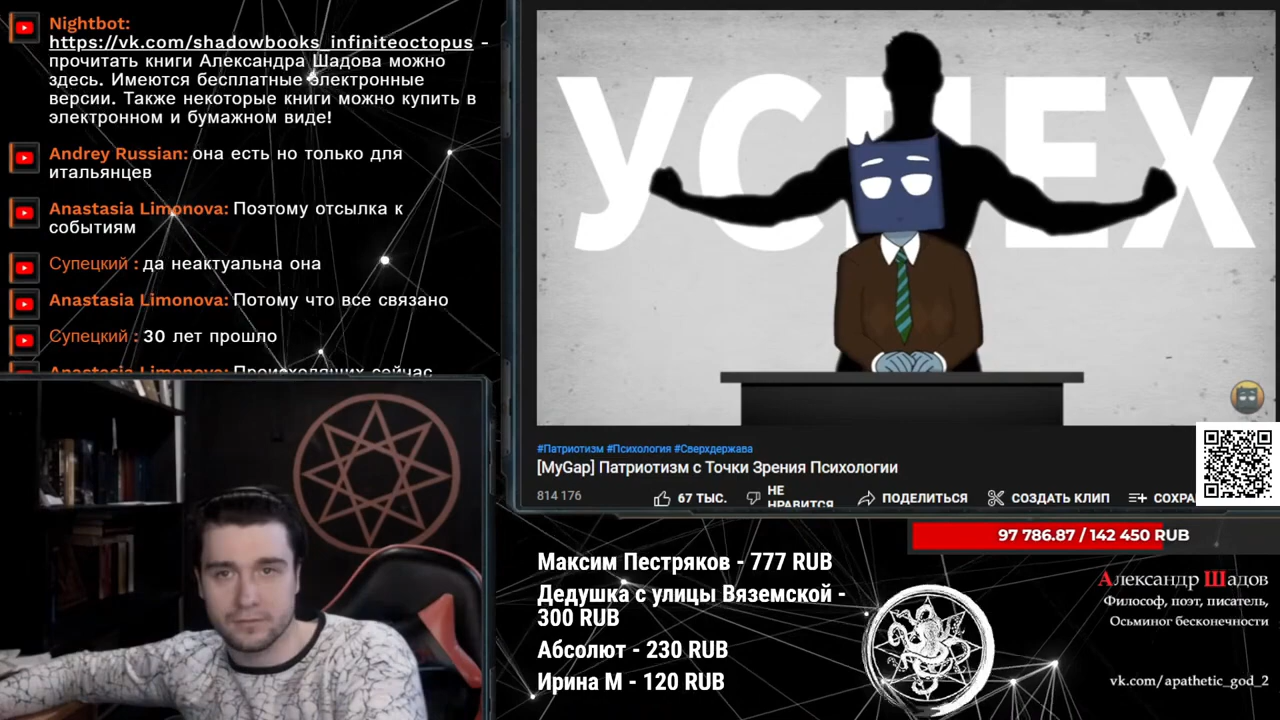 Nightbot:
https://vk.com/shadowbooks_infiniteoctopus -
прочитать книги Александра Шадова можно
здесь. Имеются бесплатные электронные
версии. Также некоторые книги можно купить в
электронном и бумажном виде!
Andrey Russian: она есть но только для
итальянцев
Anastasia Limonova: Поэтому отсылка к
событиям
Супецкий : да неактуальна она
Anastasia Limonova: Потому что все связано
Супецкий : 30 лет прошло
Anastasia Limonova: Происходящих сейчас
УСПЕХ
#Патриотизм #Психология #Сверхдержава
[MyGap] Патриотизм с Точки Зрения Психологии
814 176
67 ТЫС.
НЕ
НРАВИТСЯ
ПОДЕЛИТЬСЯ
СОЗДАТЬ КЛИП
СОХРА
97 786.87 / 142 450 RUB
Максим Пестряков - 777 RUB
Дедушка с улицы Вяземской -
300 RUB
Абсолют - 230 RUB
Ирина М - 120 RUB
Александр Шадов
Философ, поэт, писатель,
Осьминог бесконечности
vk.com/apathetic_god_2